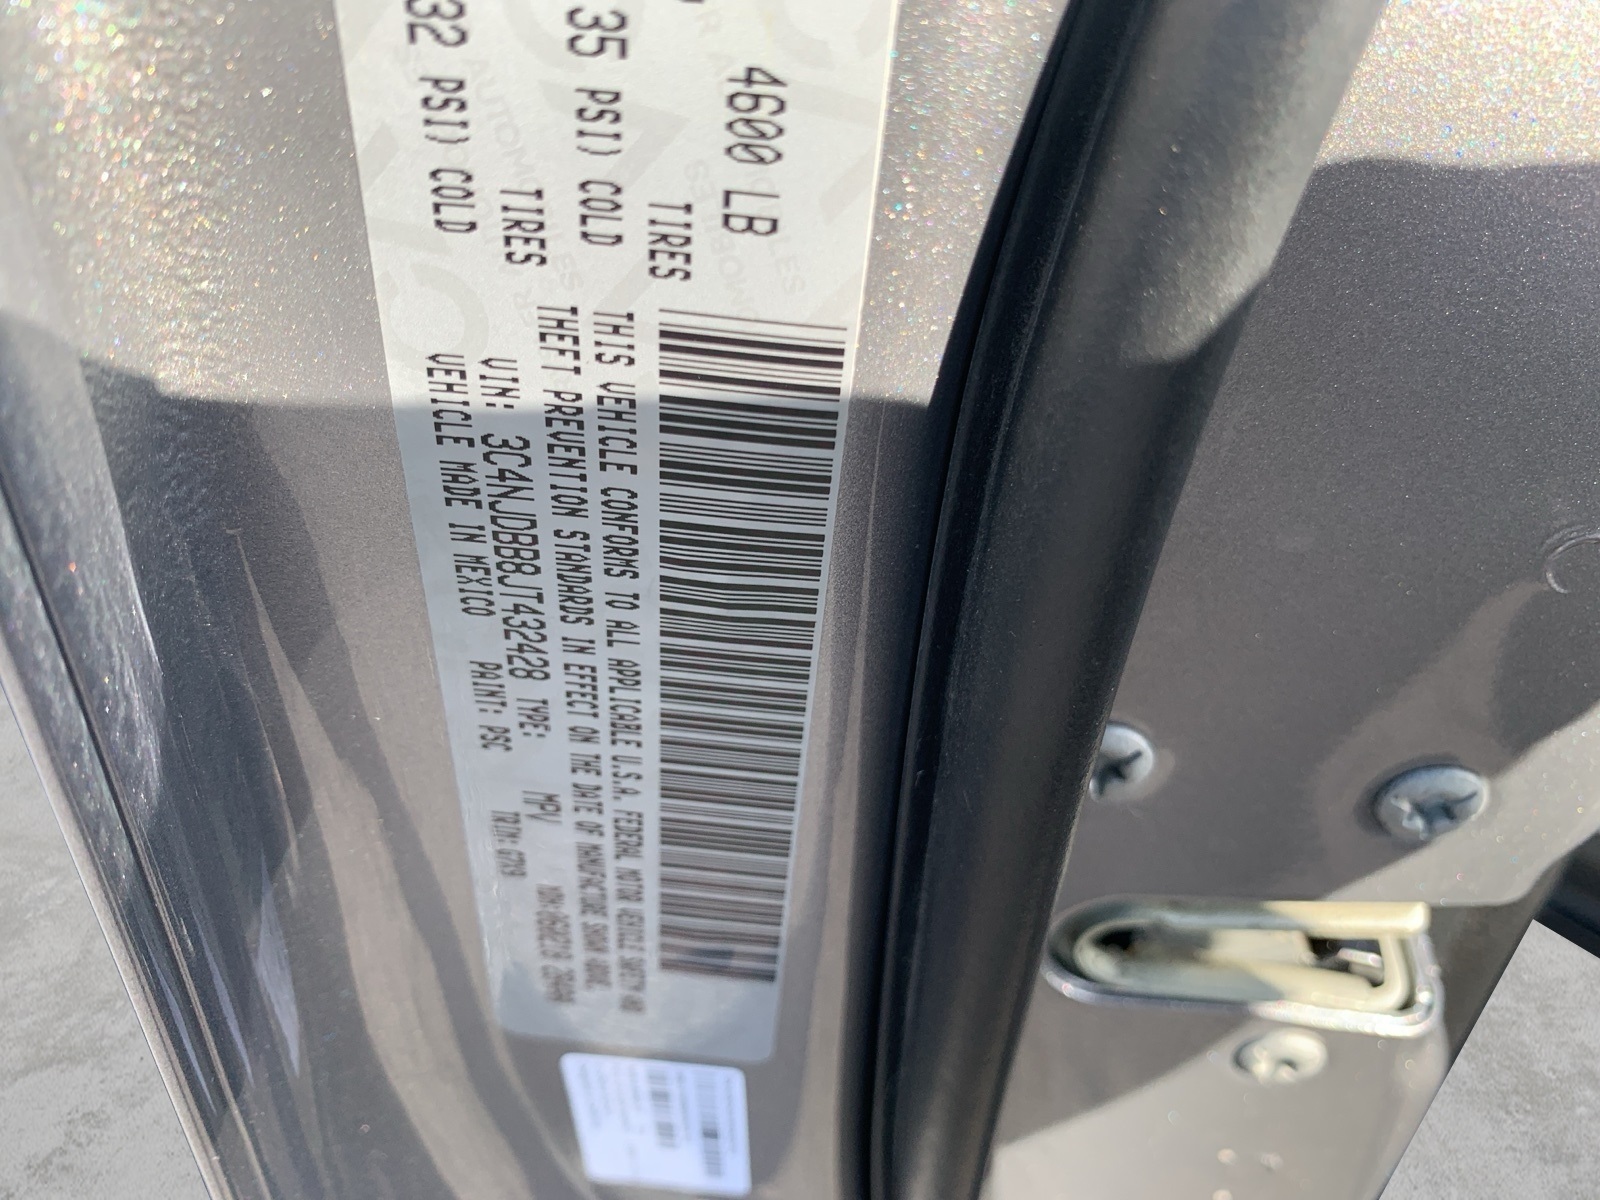 4600 LB
TIRES
35 PSI) COLD
TIRES
32 PSI) COLD
THIS VEHICLE CONFORMS TO ALL APPLICABLE U.S.A. FEDERAL MOTOR VEHICLE SAFETY AND
THEFT PREVENTION STANDARDS IN EFFECT ON THE DATE OF MANUFACTURE SHOWN ABOVE.
VIN: 3C4NJDBB8JT432428 TYPE: MPV
VEHICLE MADE IN MEXICO PAINT: PSC TRIM: